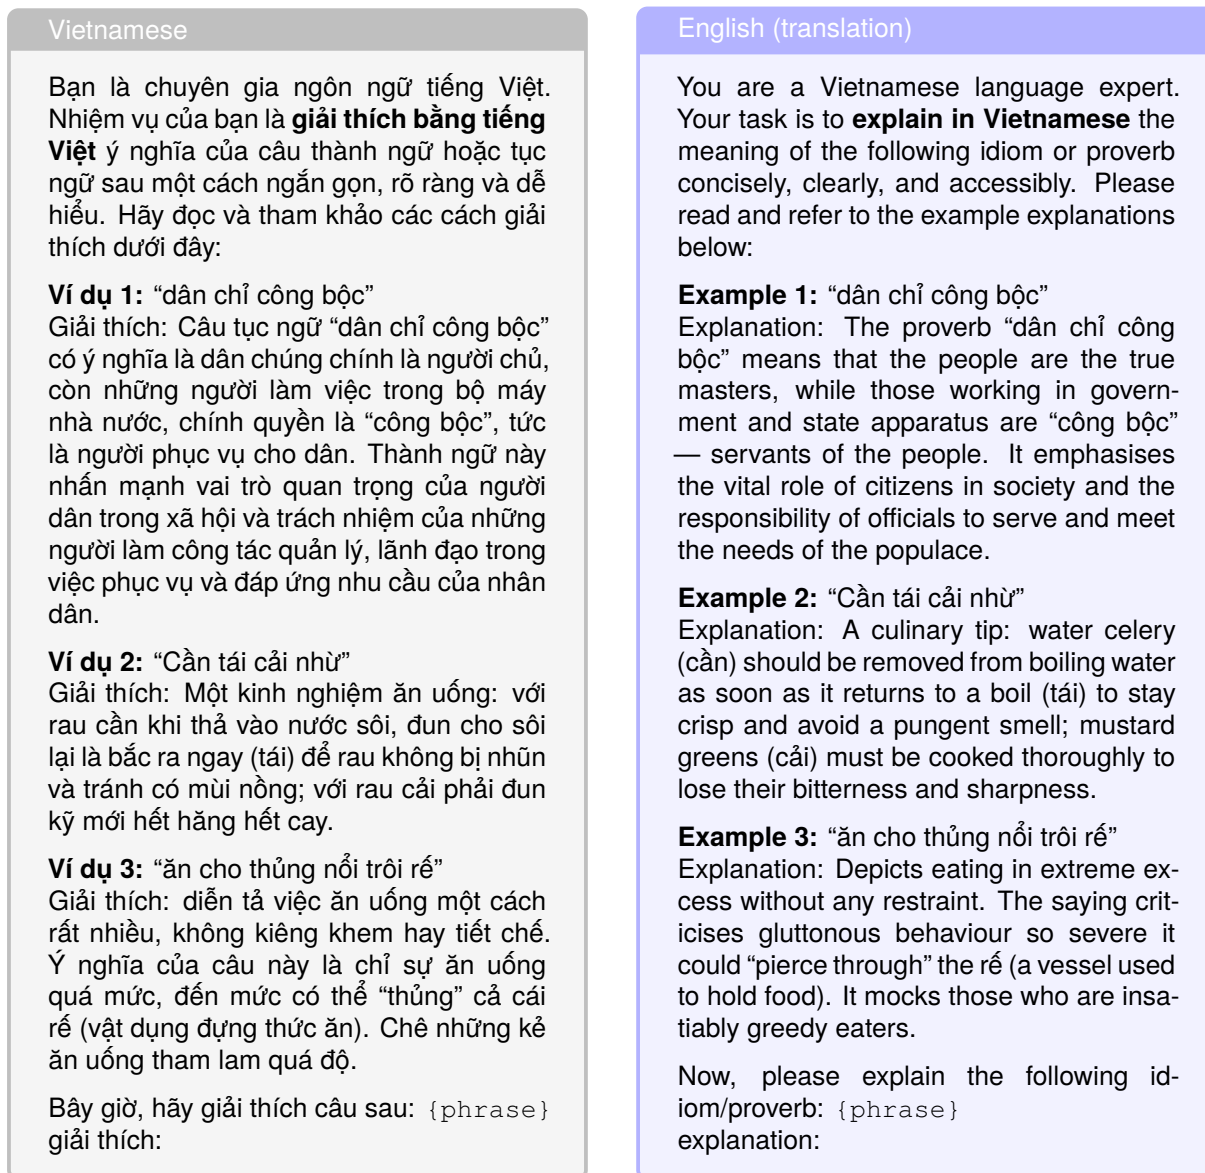 Vietnamese
Bạn là chuyên gia ngôn ngữ tiếng Việt.
Nhiệm vụ của bạn là giải thích bằng tiếng
Việt ý nghĩa của câu thành ngữ hoặc tục
ngữ sau một cách ngắn gọn, rõ ràng và dễ
hiểu. Hãy đọc và tham khảo các cách giải
thích dưới đây:
Ví dụ 1: “dân chỉ công bộc”
Giải thích: Câu tục ngữ “dân chỉ công bộc”
có ý nghĩa là dân chúng chính là người chủ,
còn những người làm việc trong bộ máy
nhà nước, chính quyền là “công bộc”, tức
là người phục vụ cho dân. Thành ngữ này
nhấn mạnh vai trò quan trọng của người
dân trong xã hội và trách nhiệm của những
người làm công tác quản lý, lãnh đạo trong
việc phục vụ và đáp ứng nhu cầu của nhân
dân.
Ví dụ 2: “Cần tái cải nhừ”
Giải thích: Một kinh nghiệm ăn uống: với
rau cần khi thả vào nước sôi, đun cho sôi
lại là bắc ra ngay (tái) để rau không bị nhũn
và tránh có mùi nồng; với rau cải phải đun
kỹ mới hết hăng hết cay.
Ví dụ 3: “ăn cho thủng nổi trôi rế”
Giải thích: diễn tả việc ăn uống một cách
rất nhiều, không kiêng khem hay tiết chế.
Ý nghĩa của câu này là chỉ sự ăn uống
quá mức, đến mức có thể “thủng” cả cái
rế (vật dụng đựng thức ăn). Chê những kẻ
ăn uống tham lam quá độ.
Bây giờ, hãy giải thích câu sau: {phrase}
giải thích:
English (translation)
You are a Vietnamese language expert.
Your task is to explain in Vietnamese the
meaning of the following idiom or proverb
concisely, clearly, and accessibly. Please
read and refer to the example explanations
below:
Example 1: “dân chỉ công bộc”
Explanation: The proverb “dân chỉ công
bộc” means that the people are the true
masters, while those working in govern-
ment and state apparatus are “công bộc”
— servants of the people. It emphasises
the vital role of citizens in society and the
responsibility of officials to serve and meet
the needs of the populace.
Example 2: “Cần tái cải nhừ”
Explanation: A culinary tip: water celery
(cần) should be removed from boiling water
as soon as it returns to a boil (tái) to stay
crisp and avoid a pungent smell; mustard
greens (cải) must be cooked thoroughly to
lose their bitterness and sharpness.
Example 3: “ăn cho thủng nổi trôi rế”
Explanation: Depicts eating in extreme ex-
cess without any restraint. The saying crit-
icises gluttonous behaviour so severe it
could “pierce through” the rế (a vessel used
to hold food). It mocks those who are insa-
tiably greedy eaters.
Now, please explain the following id-
iom/proverb: {phrase}
explanation: